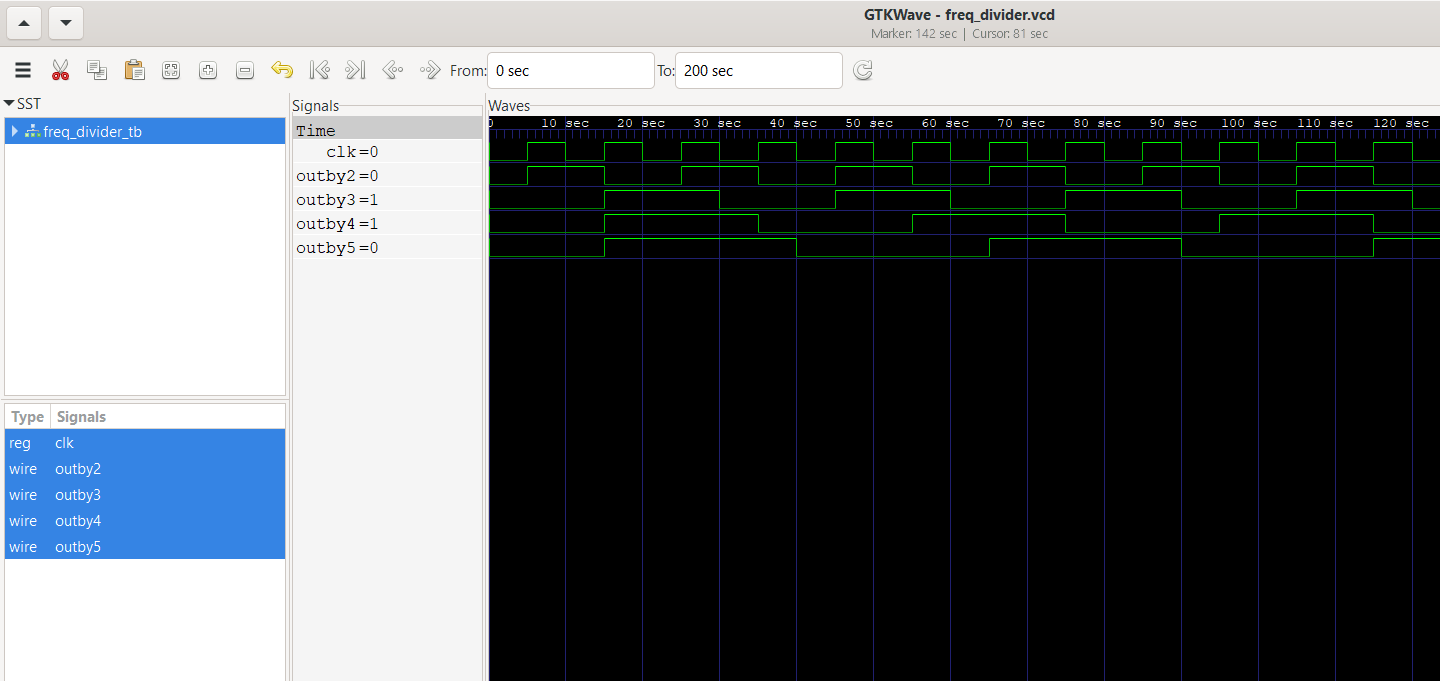 GTKWave - freq_divider.vcd
Marker: 142 sec | Cursor: 81 sec
From: 0 sec To: 200 sec
SST
freq_divider_tb
Type Signals
reg clk
wire outby2
wire outby3
wire outby4
wire outby5
Signals
Time
clk=0
outby2=0
outby3=1
outby4=1
outby5=0
Waves
0 10 sec 20 sec 30 sec 40 sec 50 sec 60 sec 70 sec 80 sec 90 sec 100 sec 110 sec 120 sec